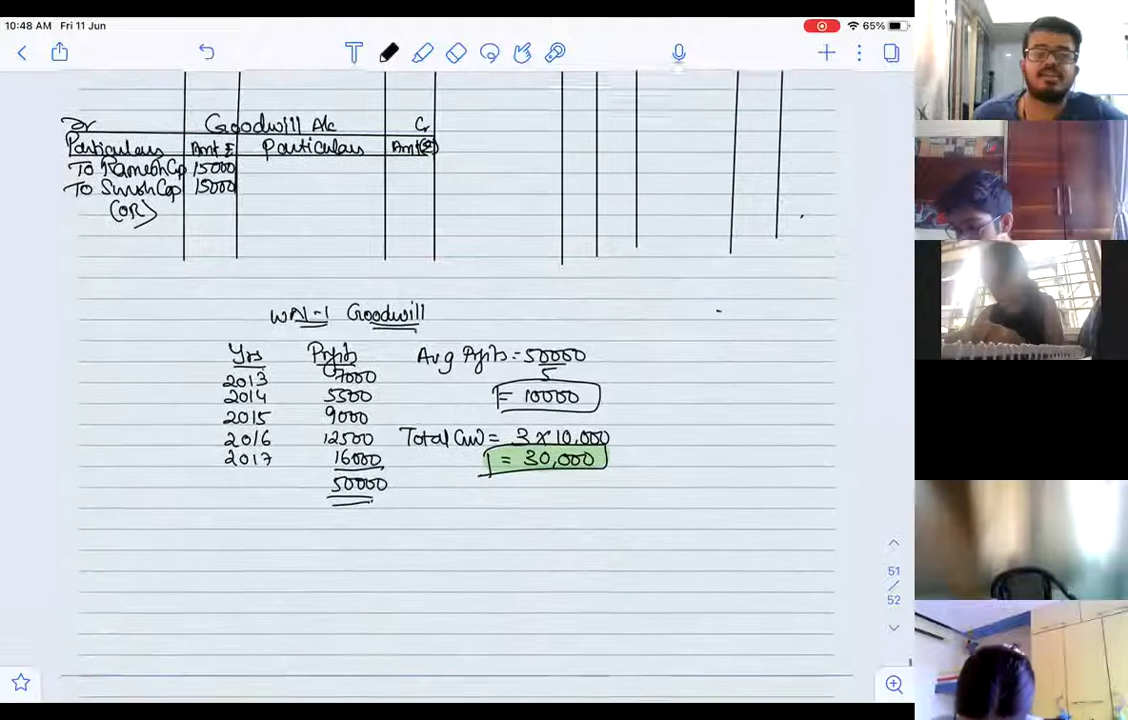 10:48 AM Fri 11 Jun
65%
T
Dr Goodwill A/c Cr
Particulars Amt ₹ Particulars Amt(₹)
To Ramesh Cap 15000
To Suresh Cap 15000
(OR)
WN-1 Goodwill
Yrs Profits Avg Profits = 50000
2013 7000 5
2014 5500 = 10000
2015 9000
2016 12500 Total GW = 3 x 10,000
2017 16000 = 30,000
50000
51
/
52